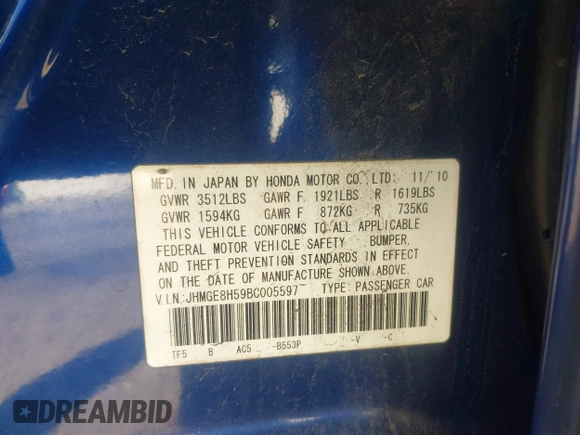 MFD. IN JAPAN BY HONDA MOTOR CO., LTD: 11/'10
GVWR 3512LBS GAWR F 1921LBS R 1619LBS
GVWR 1594KG GAWR F 872KG R 735KG
THIS VEHICLE CONFORMS TO ALL APPLICABLE
FEDERAL MOTOR VEHICLE SAFETY, BUMPER,
AND THEFT PREVENTION STANDARDS IN EFFECT
ON THE DATE OF MANUFACTURE SHOWN ABOVE.
V.I.N:JHMGE8H59BC005597 TYPE: PASSENGER CAR
TF5 B AC5 -B553P -V -C
DREAMBID